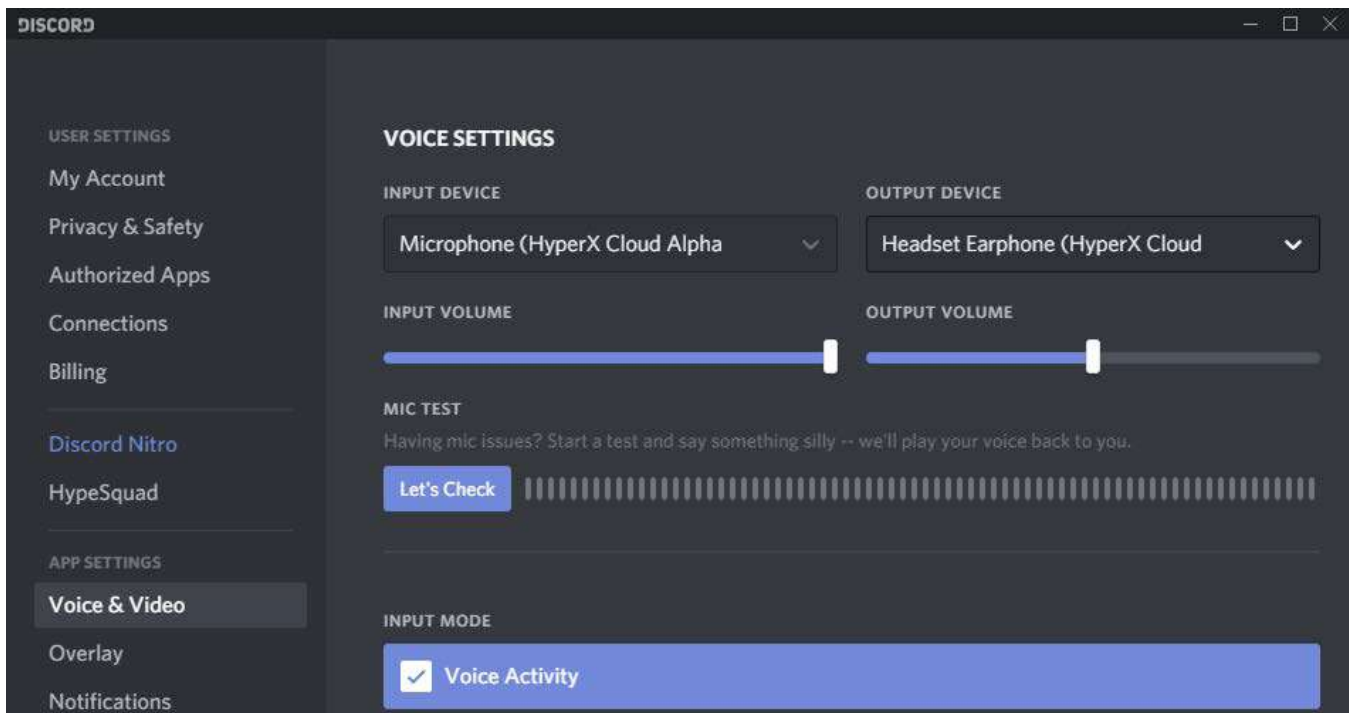 DISCORD
USER SETTINGS
My Account
Privacy & Safety
Authorized Apps
Connections
Billing
Discord Nitro
HypeSquad
APP SETTINGS
Voice & Video
Overlay
Notifications
VOICE SETTINGS
INPUT DEVICE
Microphone (HyperX Cloud Alpha
OUTPUT DEVICE
Headset Earphone (HyperX Cloud
INPUT VOLUME
OUTPUT VOLUME
MIC TEST
Having mic issues? Start a test and say something silly -- we'll play your voice back to you.
Let's Check
INPUT MODE
Voice Activity